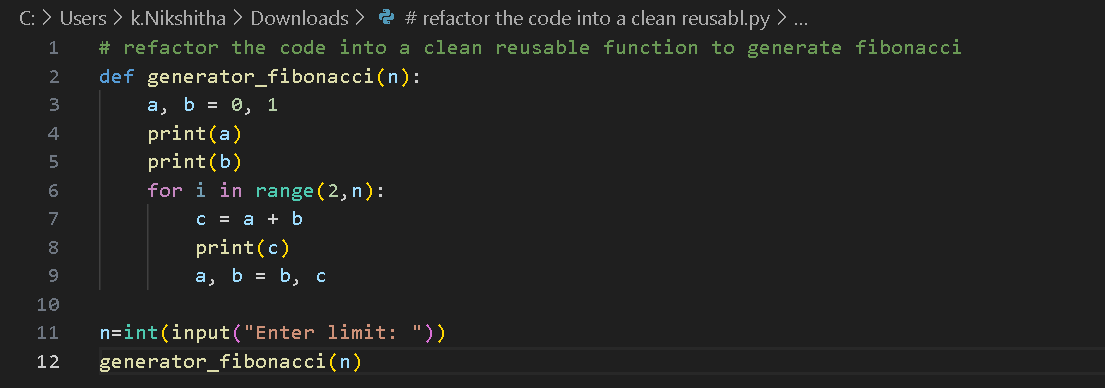 C: > Users > k.Nikshitha > Downloads > # refactor the code into a clean reusabl.py > ...
1 # refactor the code into a clean reusable function to generate fibonacci
2 def generator_fibonacci(n):
3     a, b = 0, 1
4     print(a)
5     print(b)
6     for i in range(2,n):
7         c = a + b
8         print(c)
9         a, b = b, c
10
11 n=int(input("Enter limit: "))
12 generator_fibonacci(n)